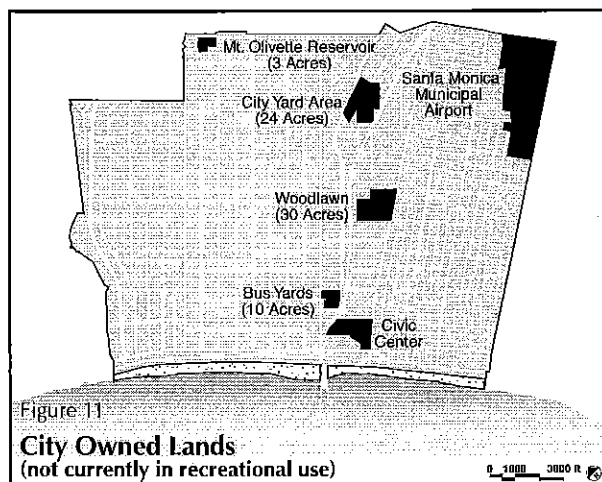 Mt. Olivette Reservoir
(3 Acres)
City Yard Area
(24 Acres)
Santa Monica
Municipal
Airport
Woodlawn
(30 Acres)
Bus Yards
(10 Acres)
Civic
Center
Figure 11
City Owned Lands
(not currently in recreational use)
0 1000 3000 ft